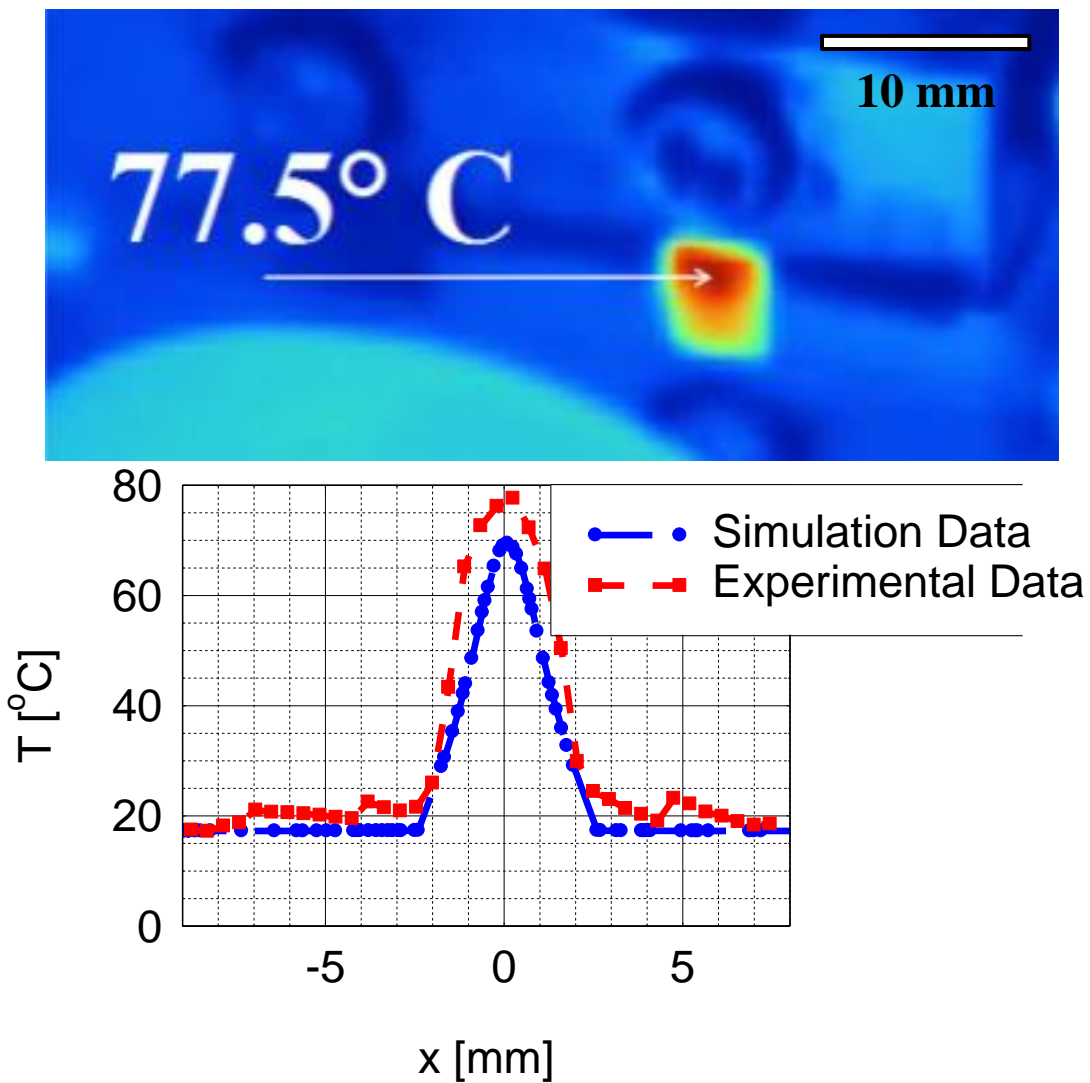 10 mm
77.5° C
80
60
40
20
0
-5 0 5
T [°C]
x [mm]
Simulation Data
Experimental Data